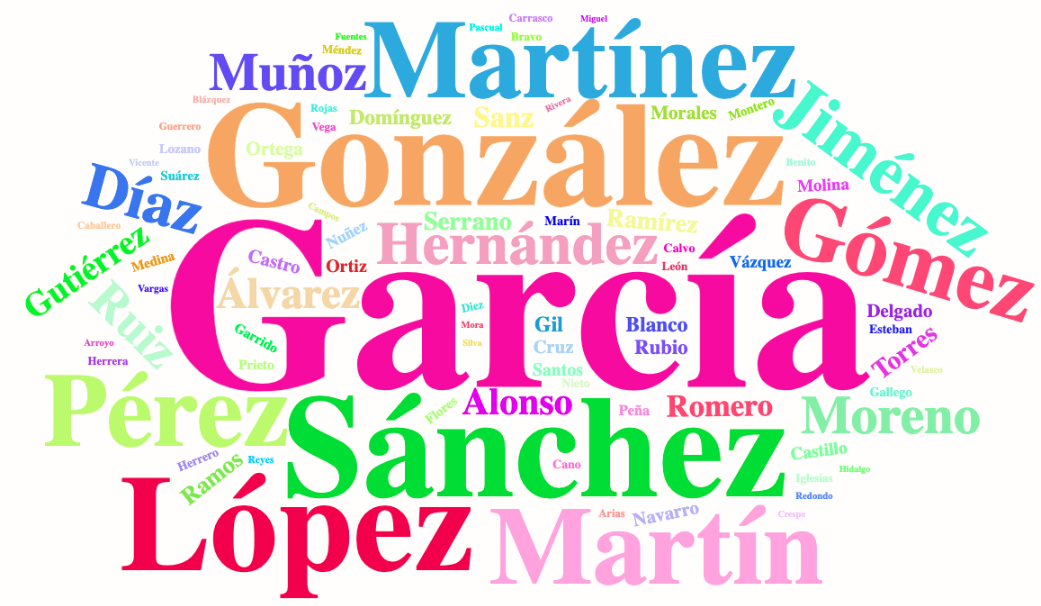 Miguel
Carrasco
Pascual
Bravo
Fuentes
Méndez
Martínez
Muñoz
Blázquez
Rojas
Rivera
Domínguez
Sanz
Morales
Montero
Jiménez
Guerrero
Vega
González
Lozano
Ortega
Vicente
Suárez
Benito
Molina
Díaz
Campos
Caballero
Nuñez
Serrano
Marín
Ramírez
Gómez
Gutiérrez
Hernández
Calvo
Medina
Castro
Ortiz
León
Vázquez
Vargas
Álvarez
García
Ruiz
Diez
Delgado
Mora
Gil
Blanco
Esteban
Garrido
Arroyo
Silva
Cruz
Rubio
Torres
Herrera
Prieto
Santos
Velasco
Nieto
Pérez
Flores
Alonso
Peña
Romero
Gallego
Moreno
Sánchez
Castillo
Herrero
Reyes
Cano
Hidalgo
Ramos
Iglesias
Redondo
López
Martín
Arias
Navarro
Crespo